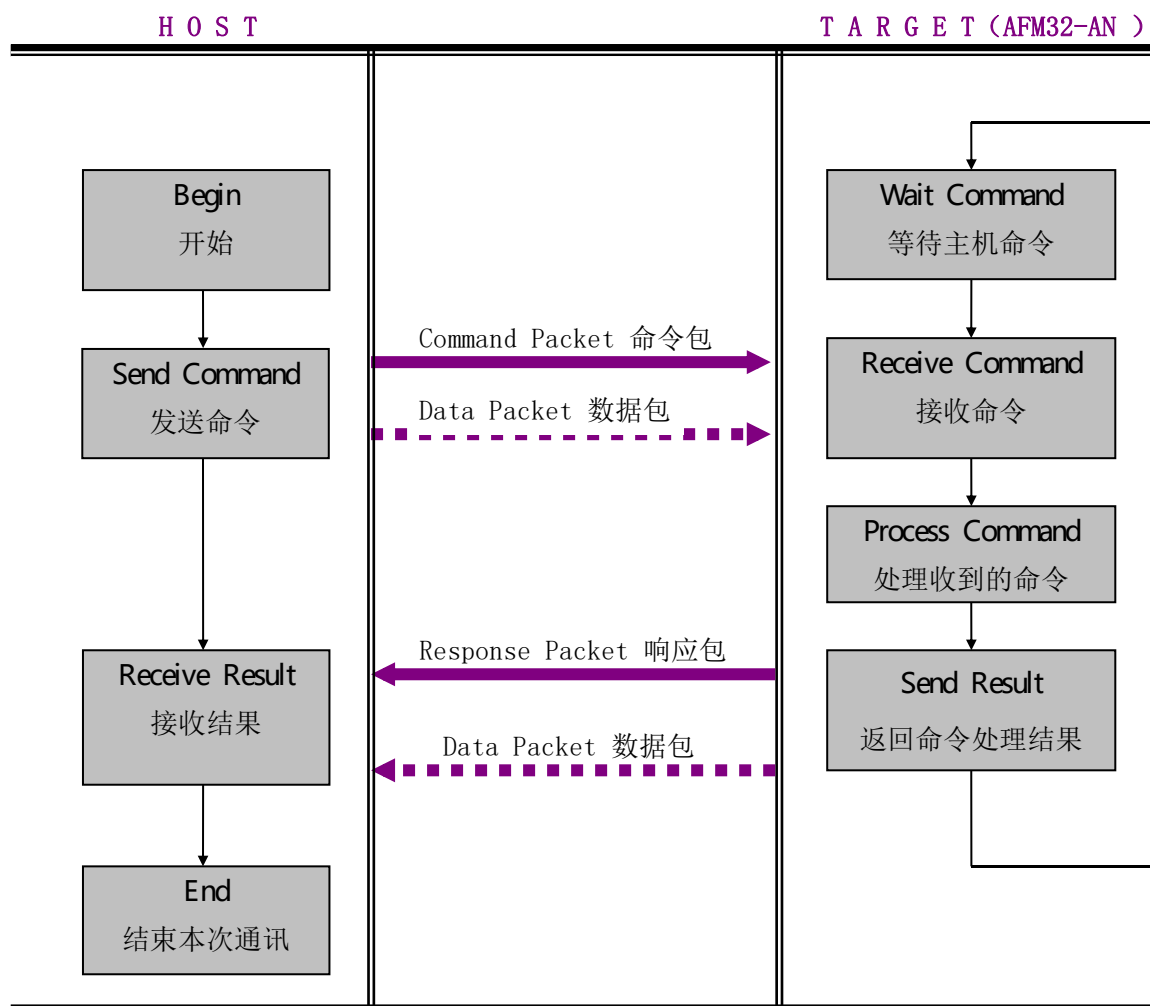 H O S T
T A R G E T (AFM32-AN )
Begin
开始
Send Command
发送命令
Receive Result
接收结果
End
结束本次通讯
Command Packet 命令包
Data Packet 数据包
Response Packet 响应包
Data Packet 数据包
Wait Command
等待主机命令
Receive Command
接收命令
Process Command
处理收到的命令
Send Result
返回命令处理结果